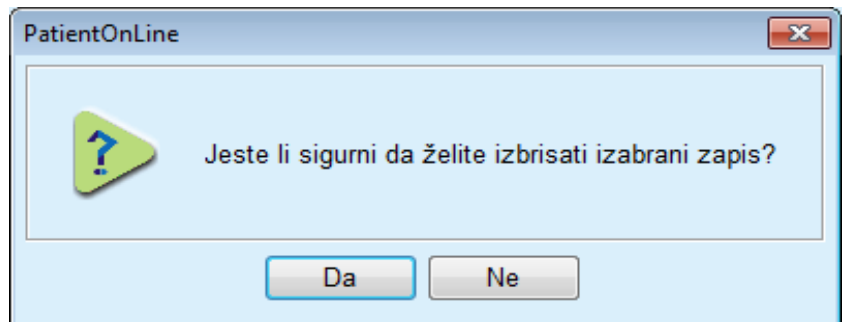 PatientOnLine
Jeste li sigurni da želite izbrisati izabrani zapis?
Da
Ne